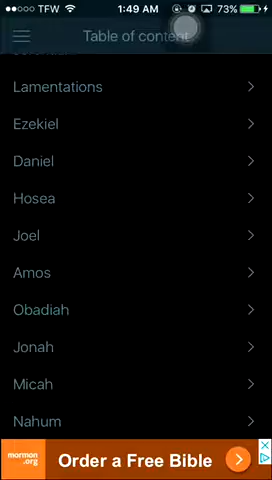 TFW 1:49 AM 73%
Table of content
Lamentations
Ezekiel
Daniel
Hosea
Joel
Amos
Obadiah
Jonah
Micah
Nahum
mormon
.org
Order a Free Bible